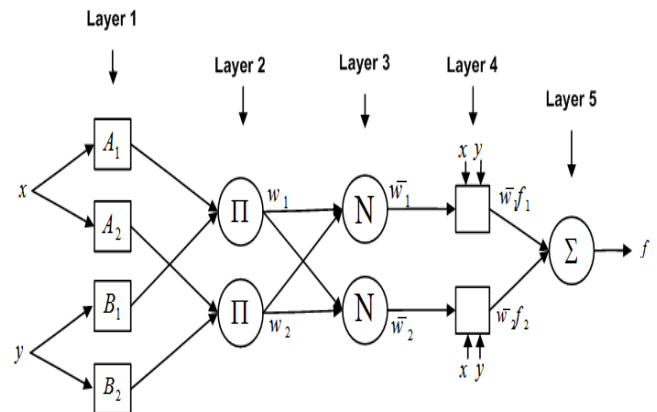 Layer 1
Layer 2
Layer 3
Layer 4
Layer 5
x
y
A₁
A₂
B₁
B₂
Π
Π
w₁
w₂
N
N
w̄₁
w̄₂
x y
x y
w̄₁f₁
w̄₂f₂
Σ
f